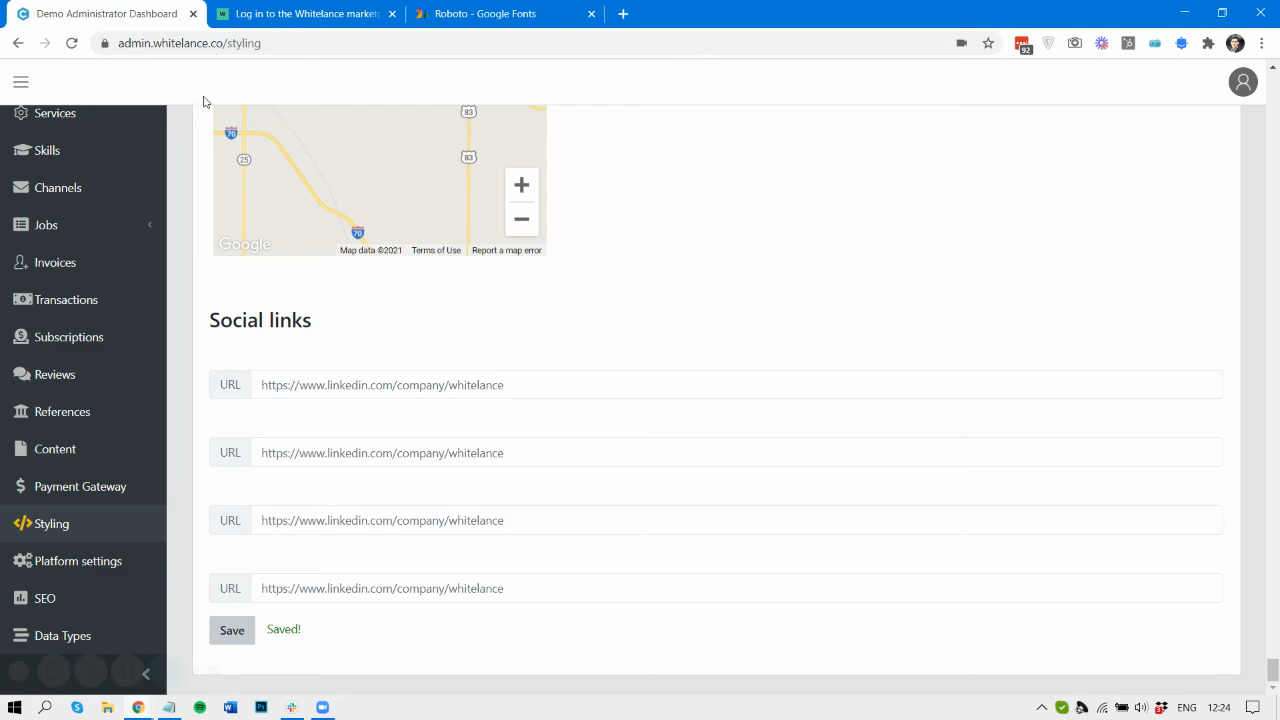 Demo Administrator Dashboard
Log in to the Whitelance market
Roboto - Google Fonts
admin.whitelance.co/styling
92
Services
Skills
Channels
Jobs
Invoices
Transactions
Subscriptions
Reviews
References
Content
Payment Gateway
Styling
Platform settings
SEO
Data Types
83
70
25
83
70
Google
Map data ©2021
Terms of Use
Report a map error
Social links
URL https://www.linkedin.com/company/whitelance
URL https://www.linkedin.com/company/whitelance
URL https://www.linkedin.com/company/whitelance
URL https://www.linkedin.com/company/whitelance
Save
Saved!
ENG
12:24